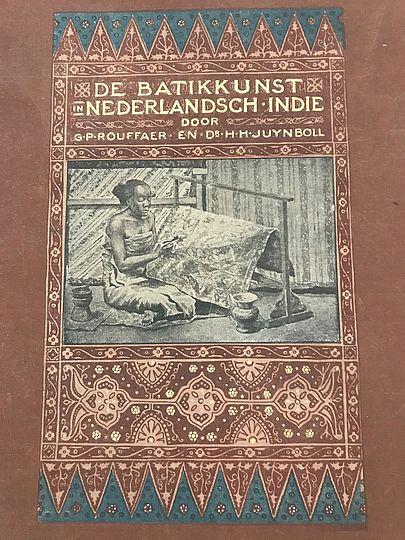 DE BATIKKUNST
IN NEDERLANDSCH·INDIE
DOOR
G·P·ROUFFAER·EN·DR·H·H·JUYNBOLL